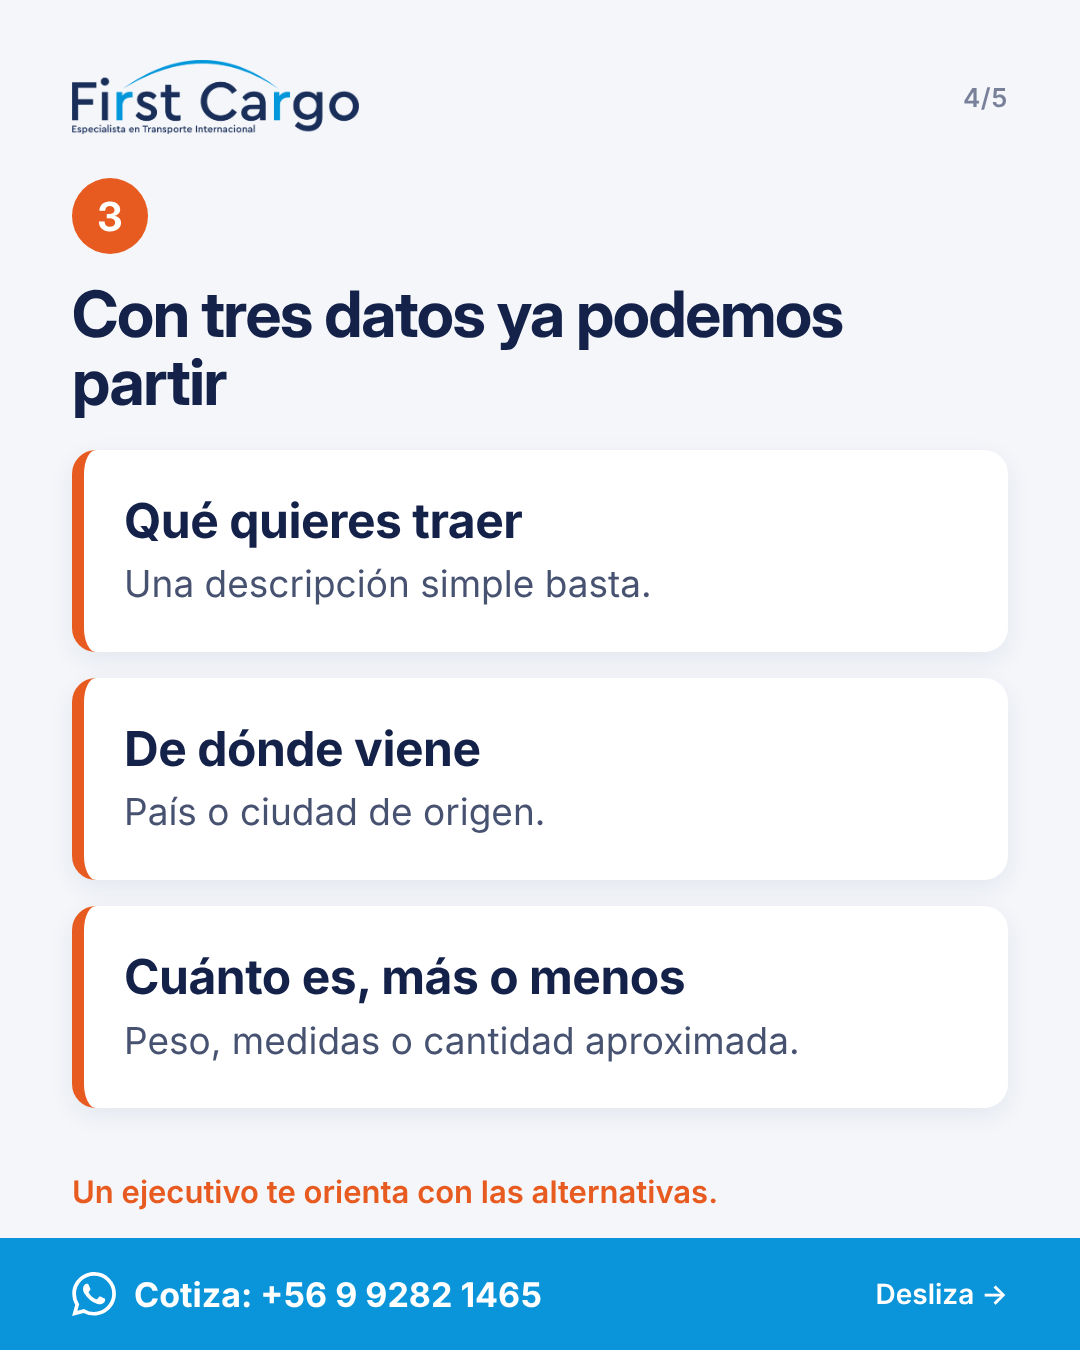 First Cargo
Especialista en Transporte Internacional
4/5
3
Con tres datos ya podemos
partir
Qué quieres traer
Una descripción simple basta.
De dónde viene
País o ciudad de origen.
Cuánto es, más o menos
Peso, medidas o cantidad aproximada.
Un ejecutivo te orienta con las alternativas.
Cotiza: +56 9 9282 1465
Desliza →